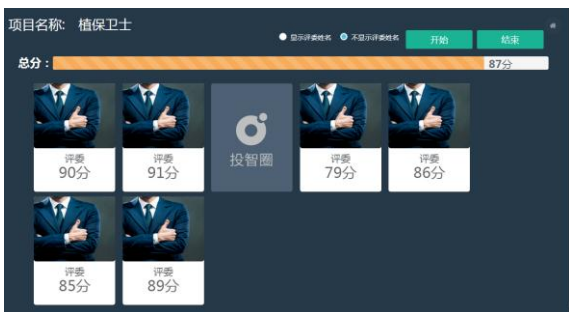 项目名称: 植保卫士
显示评委姓名 不显示评委姓名 开始 结束
总分: 87分
评委
90分
评委
91分
投智圈
评委
79分
评委
86分
评委
85分
评委
89分